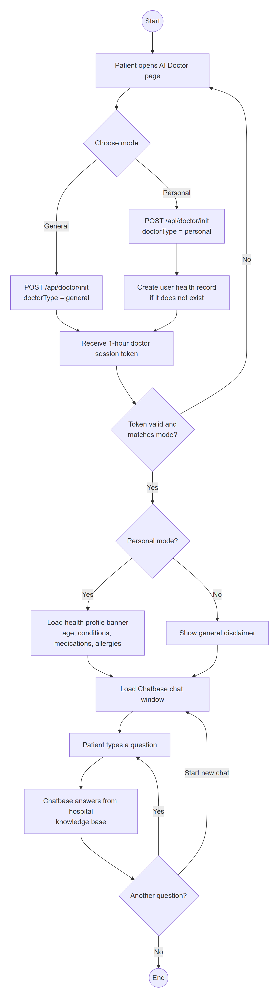 Start
Patient opens AI Doctor
page
Choose mode
Personal
POST /api/doctor/init
doctorType = personal
General
No
POST /api/doctor/init
doctorType = general
Create user health record
if it does not exist
Receive 1-hour doctor
session token
Token valid and
matches mode?
Yes
Personal mode?
Yes
No
Load health profile banner
age, conditions,
medications, allergies
Show general disclaimer
Load Chatbase chat
window
Patient types a question
Start new chat
Chatbase answers from
hospital
knowledge base
Yes
Another question?
No
End